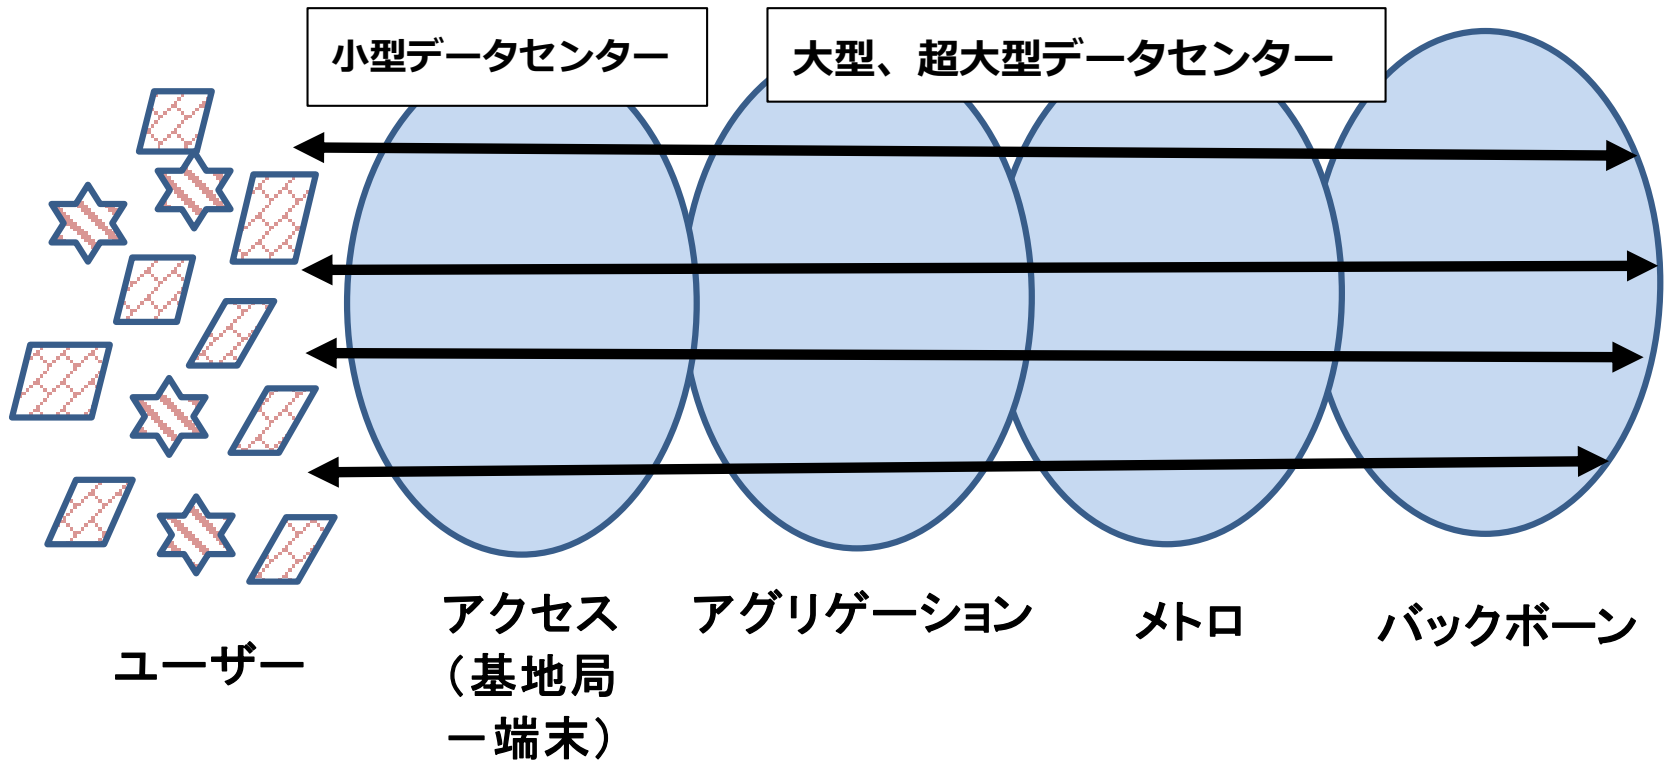 小型データセンター
大型、超大型データセンター
アクセス
（基地局
－端末）
アグリゲーション
メトロ
バックボーン
ユーザー